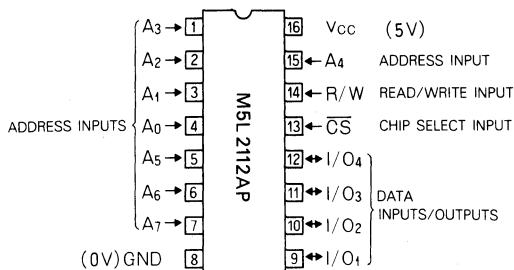 A3 → 1 16 Vcc (5V)
A2 → 2 15 ← A4 ADDRESS INPUT
A1 → 3 14 ← R/W READ/WRITE INPUT
ADDRESS INPUTS A0 → 4 13 ← C̅S̅ CHIP SELECT INPUT
A5 → 5 12 ↔ I/O4
A6 → 6 11 ↔ I/O3
A7 → 7 10 ↔ I/O2
(0V) GND 8 9 ↔ I/O1
DATA
INPUTS/OUTPUTS
M5L 2112AP